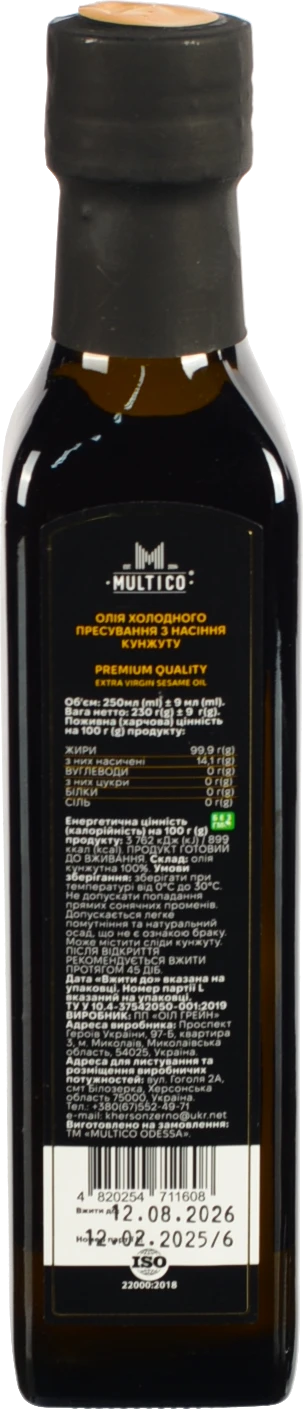 MULTICO
ОЛІЯ ХОЛОДНОГО
ПРЕСУВАННЯ З НАСІННЯ
КУНЖУТУ
PREMIUM QUALITY
EXTRA VIRGIN SESAME OIL
Об'єм: 250мл (ml) ± 9 мл (ml).
Вага нетто: 230 г(g) ± 9 г(g).
Поживна (харчова) цінність
на 100 г(g) продукту:
ЖИРИ 99,9 г(g)
з них насичені 14,1 г(g)
ВУГЛЕВОДИ 0 г(g)
з них цукри 0 г(g)
БІЛКИ 0 г(g)
СІЛЬ 0 г(g)
Енергетична цінність БЕЗ
(калорійність) на 100 г (g) ГМО
продукту: 3 762 кДж (кJ) / 899
ккал (kcal). ПРОДУКТ ГОТОВИЙ
ДО ВЖИВАННЯ. Склад: олія
кунжутна 100%. Умови
зберігання: зберігати при
температурі від 0°С до 30°С.
Не допускати попадання
прямих сонячних променів.
Допускається легке
помутніння та натуральний
осад, що не є ознакою браку.
Може містити сліди кунжуту.
ПІСЛЯ ВІДКРИТТЯ
РЕКОМЕНДУЄТЬСЯ ВЖИТИ
ПРОТЯГОМ 45 ДІБ.
Дата «Вжити до» вказана на
упаковці. Номер партії L
вказаний на упаковці.
ТУ У 10.4-37542050-001:2019
ВИРОБНИК: ПП «ОІЛ ГРЕЙН»
Адреса виробника: Проспект
Героїв України, 97-Б, квартира
3, м. Миколаїв, Миколаївська
область, 54025, Україна.
Адреса для листування та
розміщення виробничих
потужностей: вул. Гоголя 2А,
смт Білозерка, Херсонська
область 75000, Україна.
Тел.: +380(67)552-49-71
e-mail: khersonzerno@ukr.net
ВИГОТОВЛЕНО НА ЗАМОВЛЕННЯ
ТМ «MULTICO ODESSA».
4 820254 711608
Вжити до 12.08.2026
12.02.2025/6
ISO
22000:2018